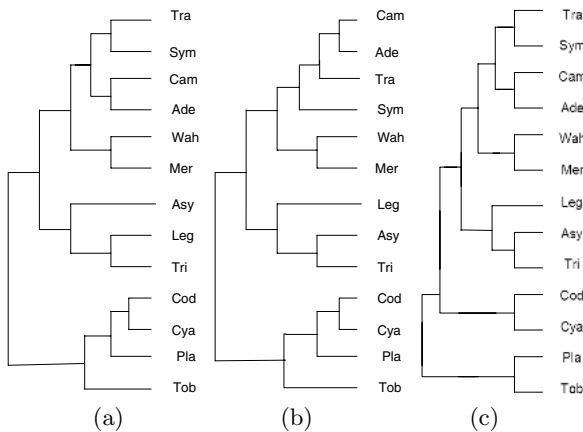 Tra
Sym
Cam
Ade
Wah
Mer
Asy
Leg
Tri
Cod
Cya
Pla
Tob
(a)
Cam
Ade
Tra
Sym
Wah
Mer
Leg
Asy
Tri
Cod
Cya
Pla
Tob
(b)
Tra
Sym
Cam
Ade
Wah
Mer
Leg
Asy
Tri
Cod
Cya
Pla
Tob
(c)